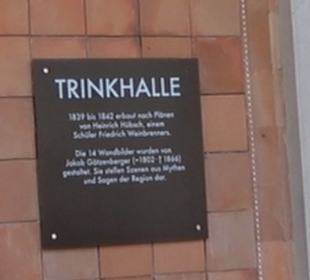 TRINKHALLE
1839 bis 1842 erbaut nach Plänen
von Heinrich Hübsch, einem
Schüler Friedrich Weinbrenners.
Die 14 Wandbilder wurden von
Jakob Götzenberger (*1802 †1866)
gestaltet. Sie stellen Szenen aus Mythen
und Sagen der Region dar.